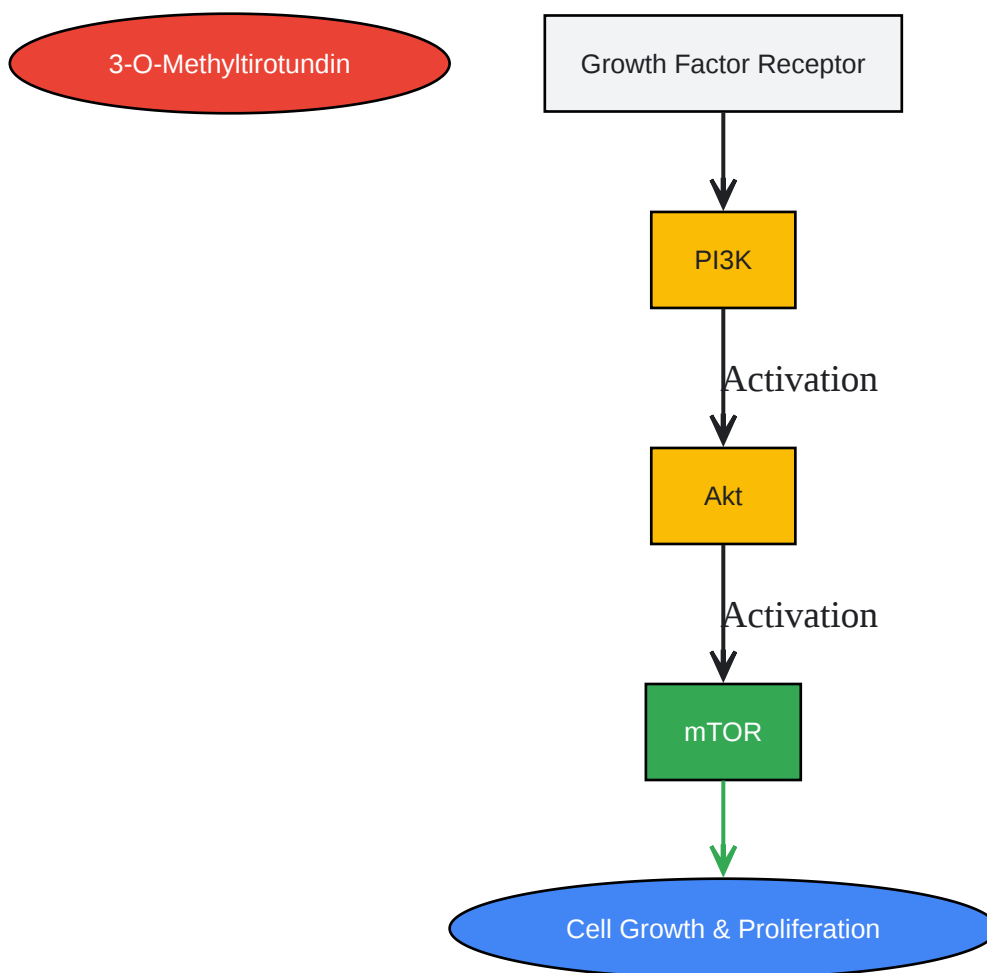 3-O-Methyltirotundin
Growth Factor Receptor
PI3K
Activation
Akt
Activation
mTOR
Cell Growth & Proliferation